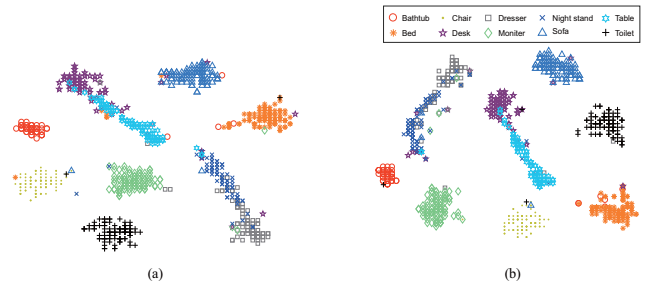 Bathtub Chair Dresser Night stand Table
Bed Desk Moniter Sofa Toilet
(a) (b)